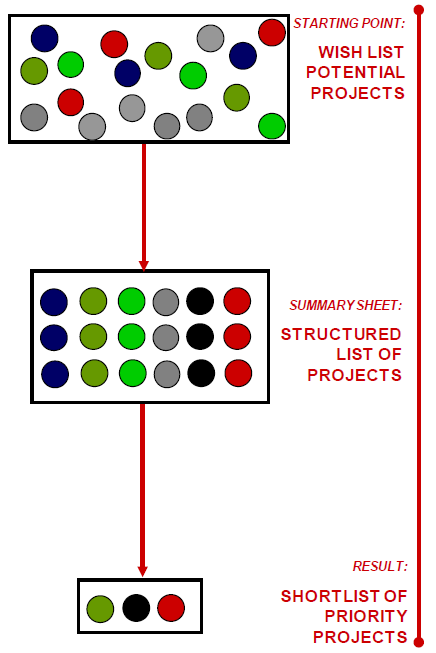 STARTING POINT:
WISH LIST
POTENTIAL
PROJECTS
SUMMARY SHEET:
STRUCTURED
LIST OF
PROJECTS
RESULT:
SHORTLIST OF
PRIORITY
PROJECTS